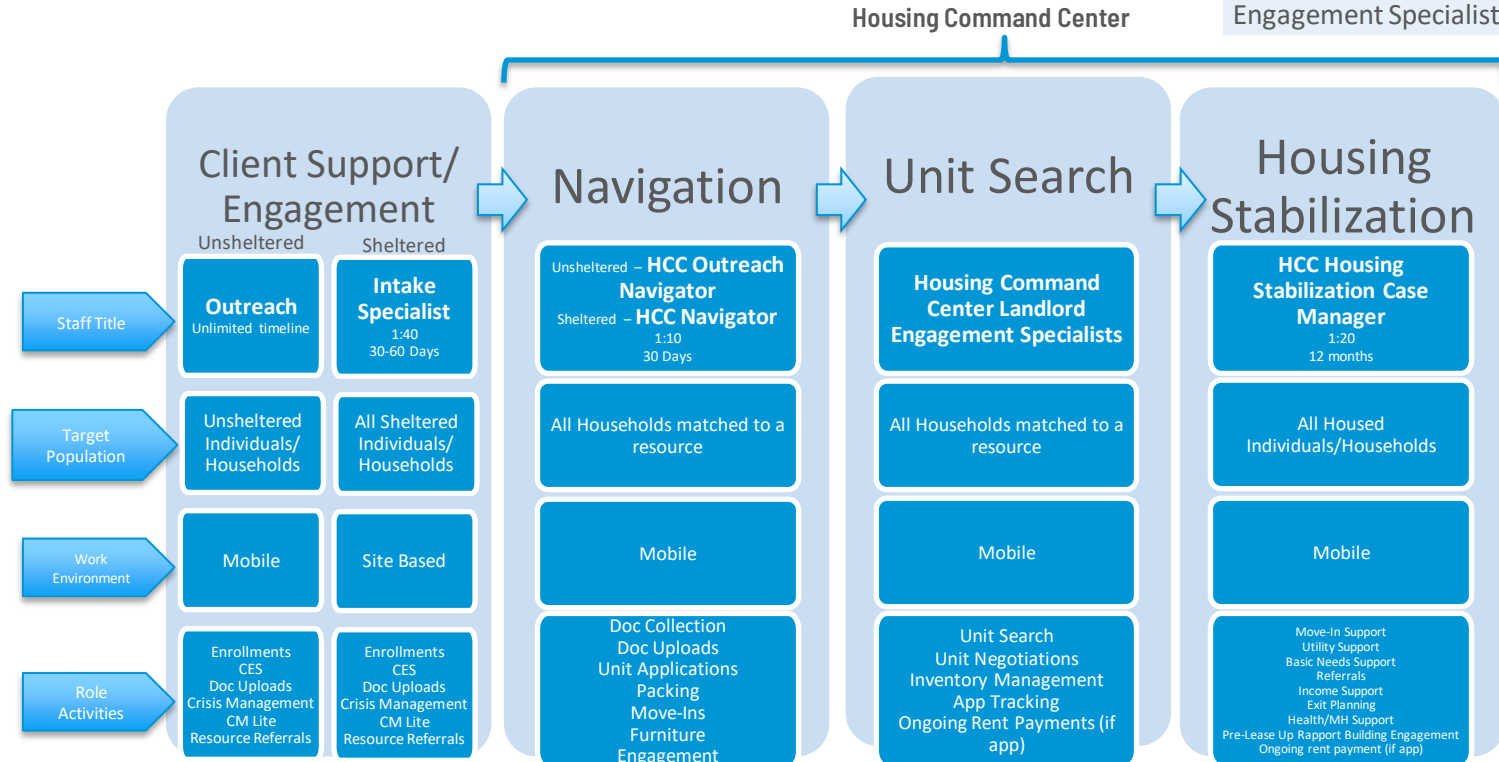 Housing Command Center
Engagement Specialist
Client Support/
Engagement
Unsheltered
Sheltered
Navigation
Unit Search
Housing
Stabilization
Staff Title
Outreach
Unlimited timeline
Intake
Specialist
1:40
30-60 Days
Unsheltered – HCC Outreach
Navigator
Sheltered – HCC Navigator
1:10
30 Days
Housing Command
Center Landlord
Engagement Specialists
HCC Housing
Stabilization Case
Manager
1:20
12 months
Target
Population
Unsheltered
Individuals/
Households
All Sheltered
Individuals/
Households
All Households matched to a
resource
All Households matched to a
resource
All Housed
Individuals/Households
Work
Environment
Mobile
Site Based
Mobile
Mobile
Mobile
Role
Activities
Enrollments
CES
Doc Uploads
Crisis Management
CM Lite
Resource Referrals
Enrollments
CES
Doc Uploads
Crisis Management
CM Lite
Resource Referrals
Doc Collection
Doc Uploads
Unit Applications
Packing
Move-Ins
Furniture
Engagement
Unit Search
Unit Negotiations
Inventory Management
App Tracking
Ongoing Rent Payments (if
app)
Move-In Support
Utility Support
Basic Needs Support
Referrals
Income Support
Exit Planning
Health/MH Support
Pre-Lease Up Rapport Building Engagement
Ongoing rent payment (if app)